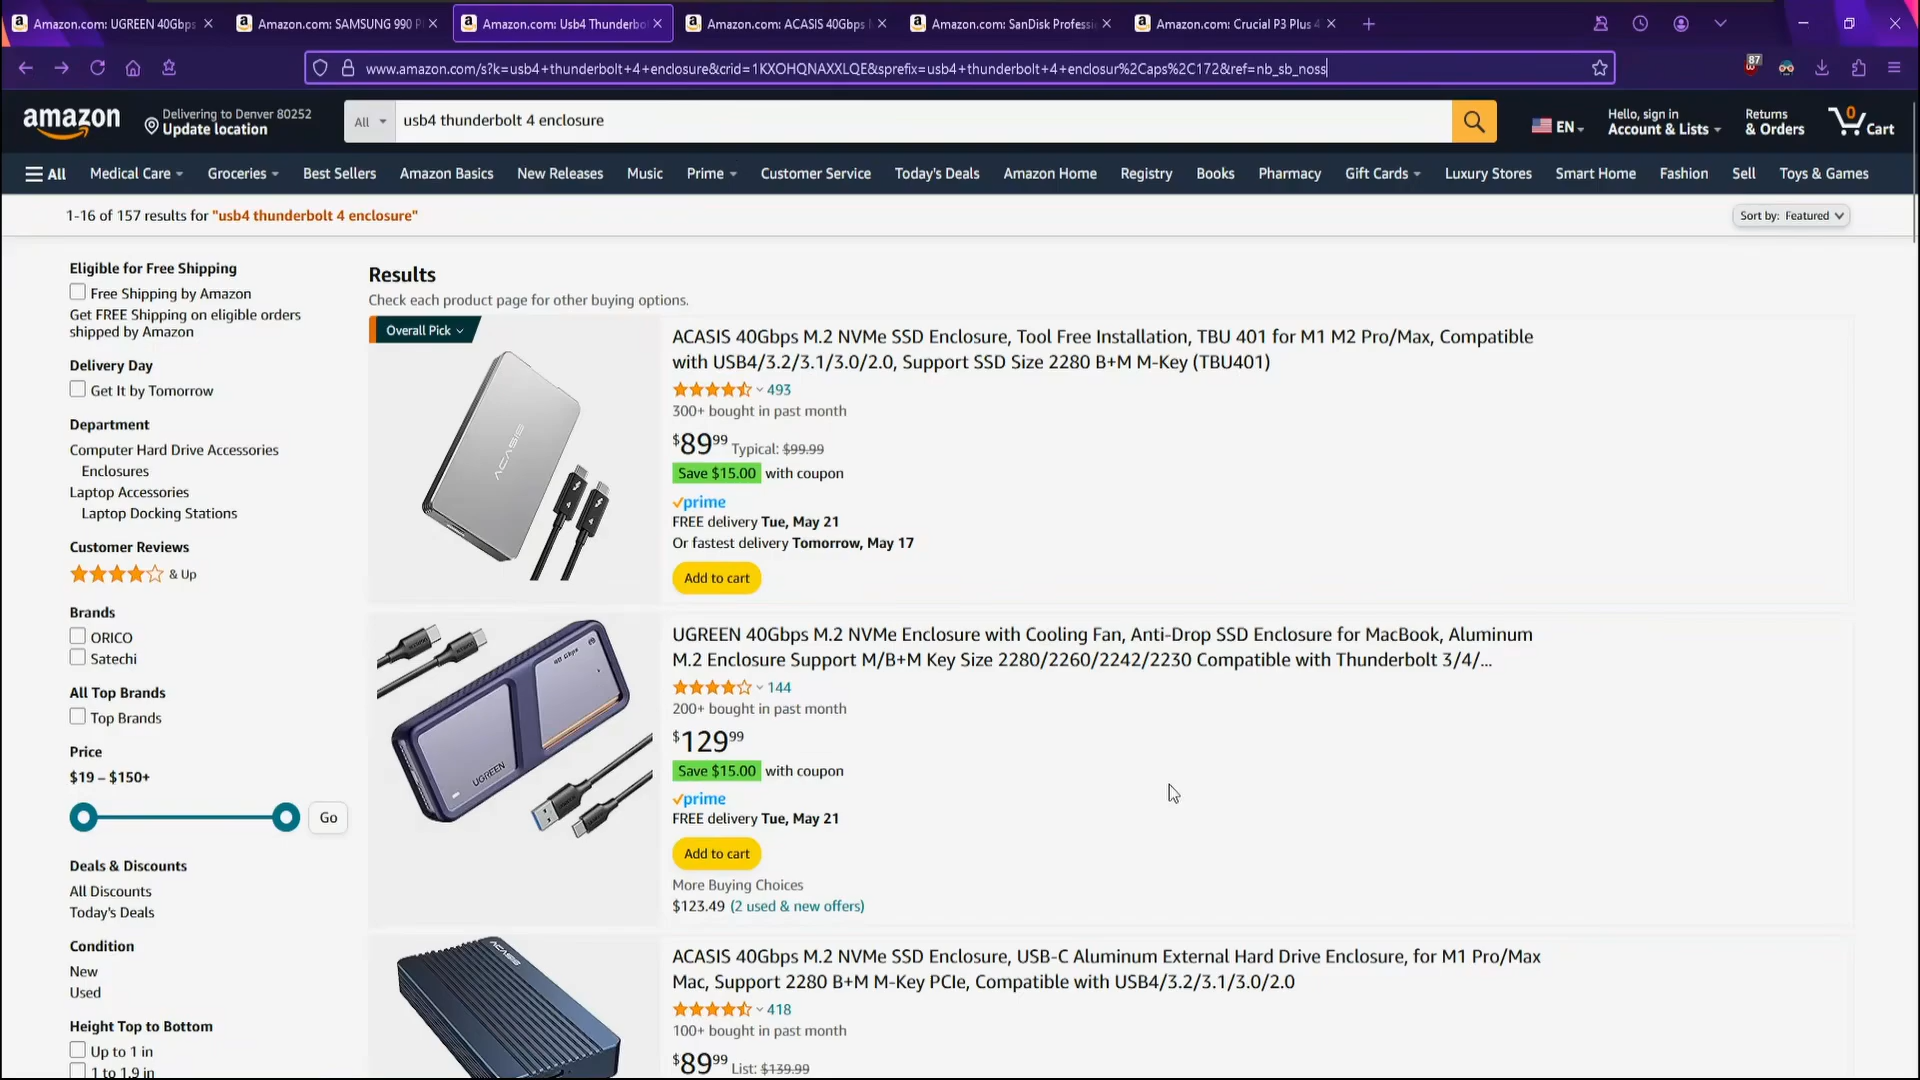 Amazon.com: UGREEN 40Gbps
Amazon.com: SAMSUNG 990 P
Amazon.com: Usb4 Thunderbo
Amazon.com: ACASIS 40Gbps
Amazon.com: SanDisk Professi
Amazon.com: Crucial P3 Plus 4
www.amazon.com/s?k=usb4+thunderbolt+4+enclosure&crid=1KXOHQNAXXLQE&sprefix=usb4+thunderbolt+4+enclosur%2Caps%2C172&ref=nb_sb_noss
87
amazon
Delivering to Denver 80252
Update location
All
usb4 thunderbolt 4 enclosure
EN
Hello, sign in
Account & Lists
Returns
& Orders
0
Cart
All
Medical Care
Groceries
Best Sellers
Amazon Basics
New Releases
Music
Prime
Customer Service
Today's Deals
Amazon Home
Registry
Books
Pharmacy
Gift Cards
Luxury Stores
Smart Home
Fashion
Sell
Toys & Games
1-16 of 157 results for "usb4 thunderbolt 4 enclosure"
Sort by: Featured
Eligible for Free Shipping
Free Shipping by Amazon
Get FREE Shipping on eligible orders
shipped by Amazon
Delivery Day
Get It by Tomorrow
Department
Computer Hard Drive Accessories
Enclosures
Laptop Accessories
Laptop Docking Stations
Customer Reviews
& Up
Brands
ORICO
Satechi
All Top Brands
Top Brands
Price
$19 – $150+
Go
Deals & Discounts
All Discounts
Today's Deals
Condition
New
Used
Height Top to Bottom
Up to 1 in
1 to 1.9 in
Results
Check each product page for other buying options.
Overall Pick
ACASIS
ACASIS 40Gbps M.2 NVMe SSD Enclosure, Tool Free Installation, TBU 401 for M1 M2 Pro/Max, Compatible
with USB4/3.2/3.1/3.0/2.0, Support SSD Size 2280 B+M M-Key (TBU401)
493
300+ bought in past month
$89.99 Typical: $99.99
Save $15.00 with coupon
prime
FREE delivery Tue, May 21
Or fastest delivery Tomorrow, May 17
Add to cart
40 Gbps
UGREEN
UGREEN 40Gbps M.2 NVMe Enclosure with Cooling Fan, Anti-Drop SSD Enclosure for MacBook, Aluminum
M.2 Enclosure Support M/B+M Key Size 2280/2260/2242/2230 Compatible with Thunderbolt 3/4/...
144
200+ bought in past month
$129.99
Save $15.00 with coupon
prime
FREE delivery Tue, May 21
Add to cart
More Buying Choices
$123.49 (2 used & new offers)
ACASIS
ACASIS 40Gbps M.2 NVMe SSD Enclosure, USB-C Aluminum External Hard Drive Enclosure, for M1 Pro/Max
Mac, Support 2280 B+M M-Key PCIe, Compatible with USB4/3.2/3.1/3.0/2.0
418
100+ bought in past month
$89.99 List: $139.99